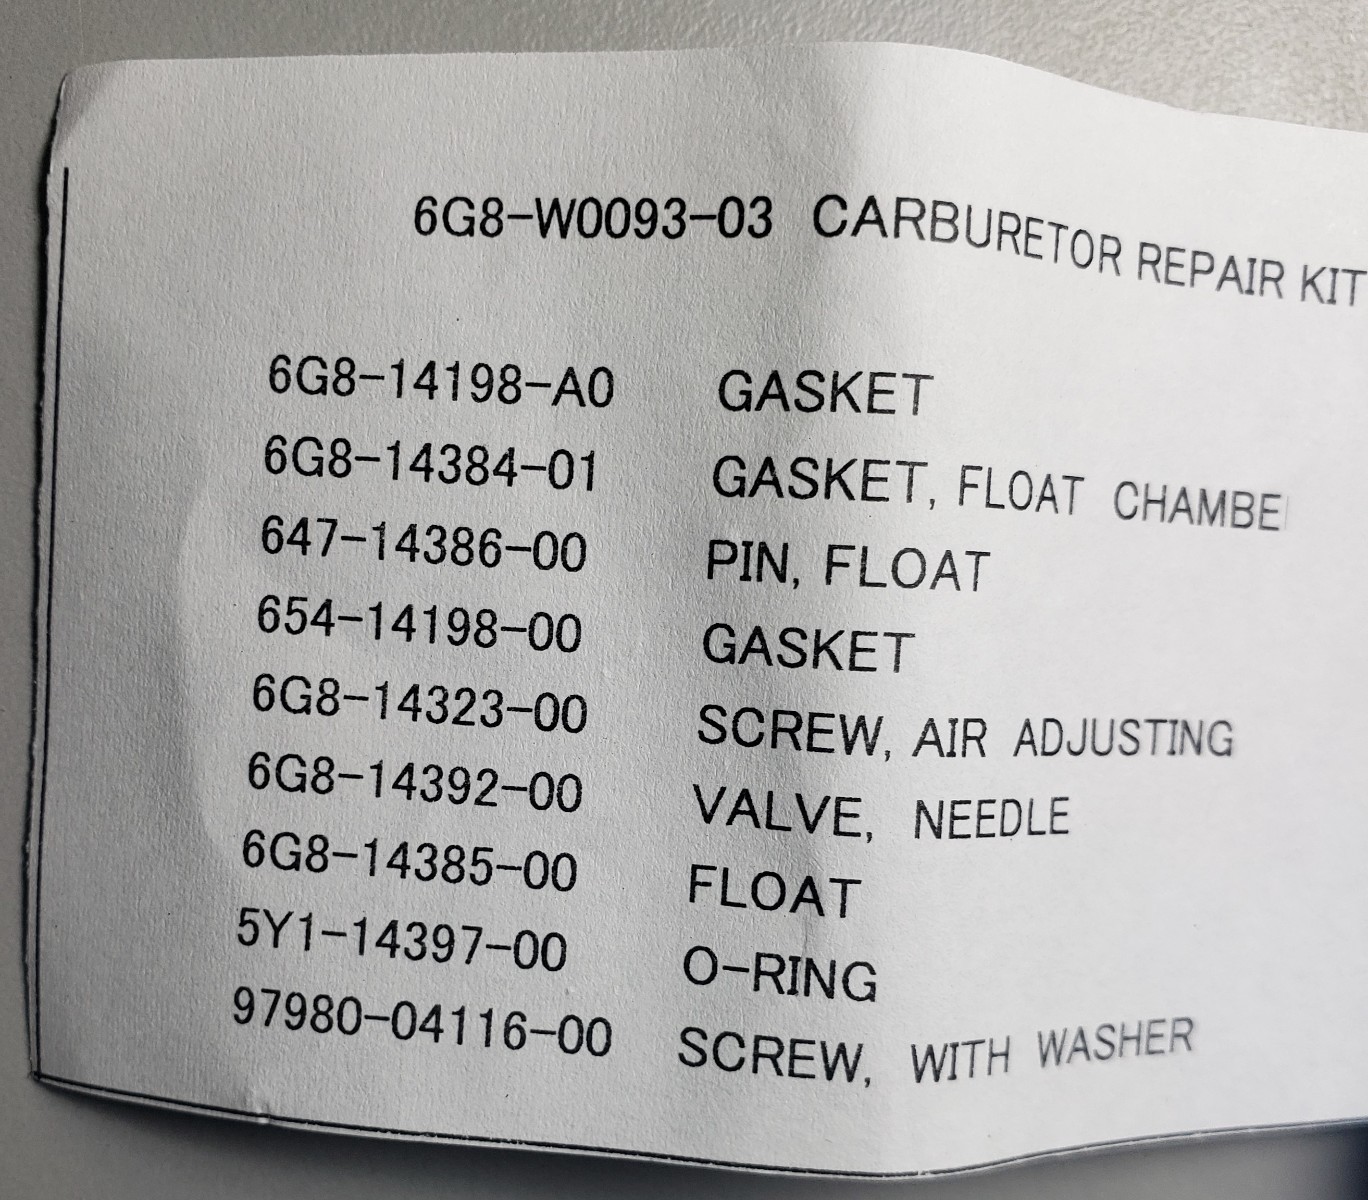 6G8-W0093-03 CARBURETOR REPAIR KIT
6G8-14198-A0 GASKET
6G8-14384-01 GASKET, FLOAT CHAMBE
647-14386-00 PIN, FLOAT
654-14198-00 GASKET
6G8-14323-00 SCREW, AIR ADJUSTING
6G8-14392-00 VALVE, NEEDLE
6G8-14385-00 FLOAT
5Y1-14397-00 O-RING
97980-04116-00 SCREW, WITH WASHER